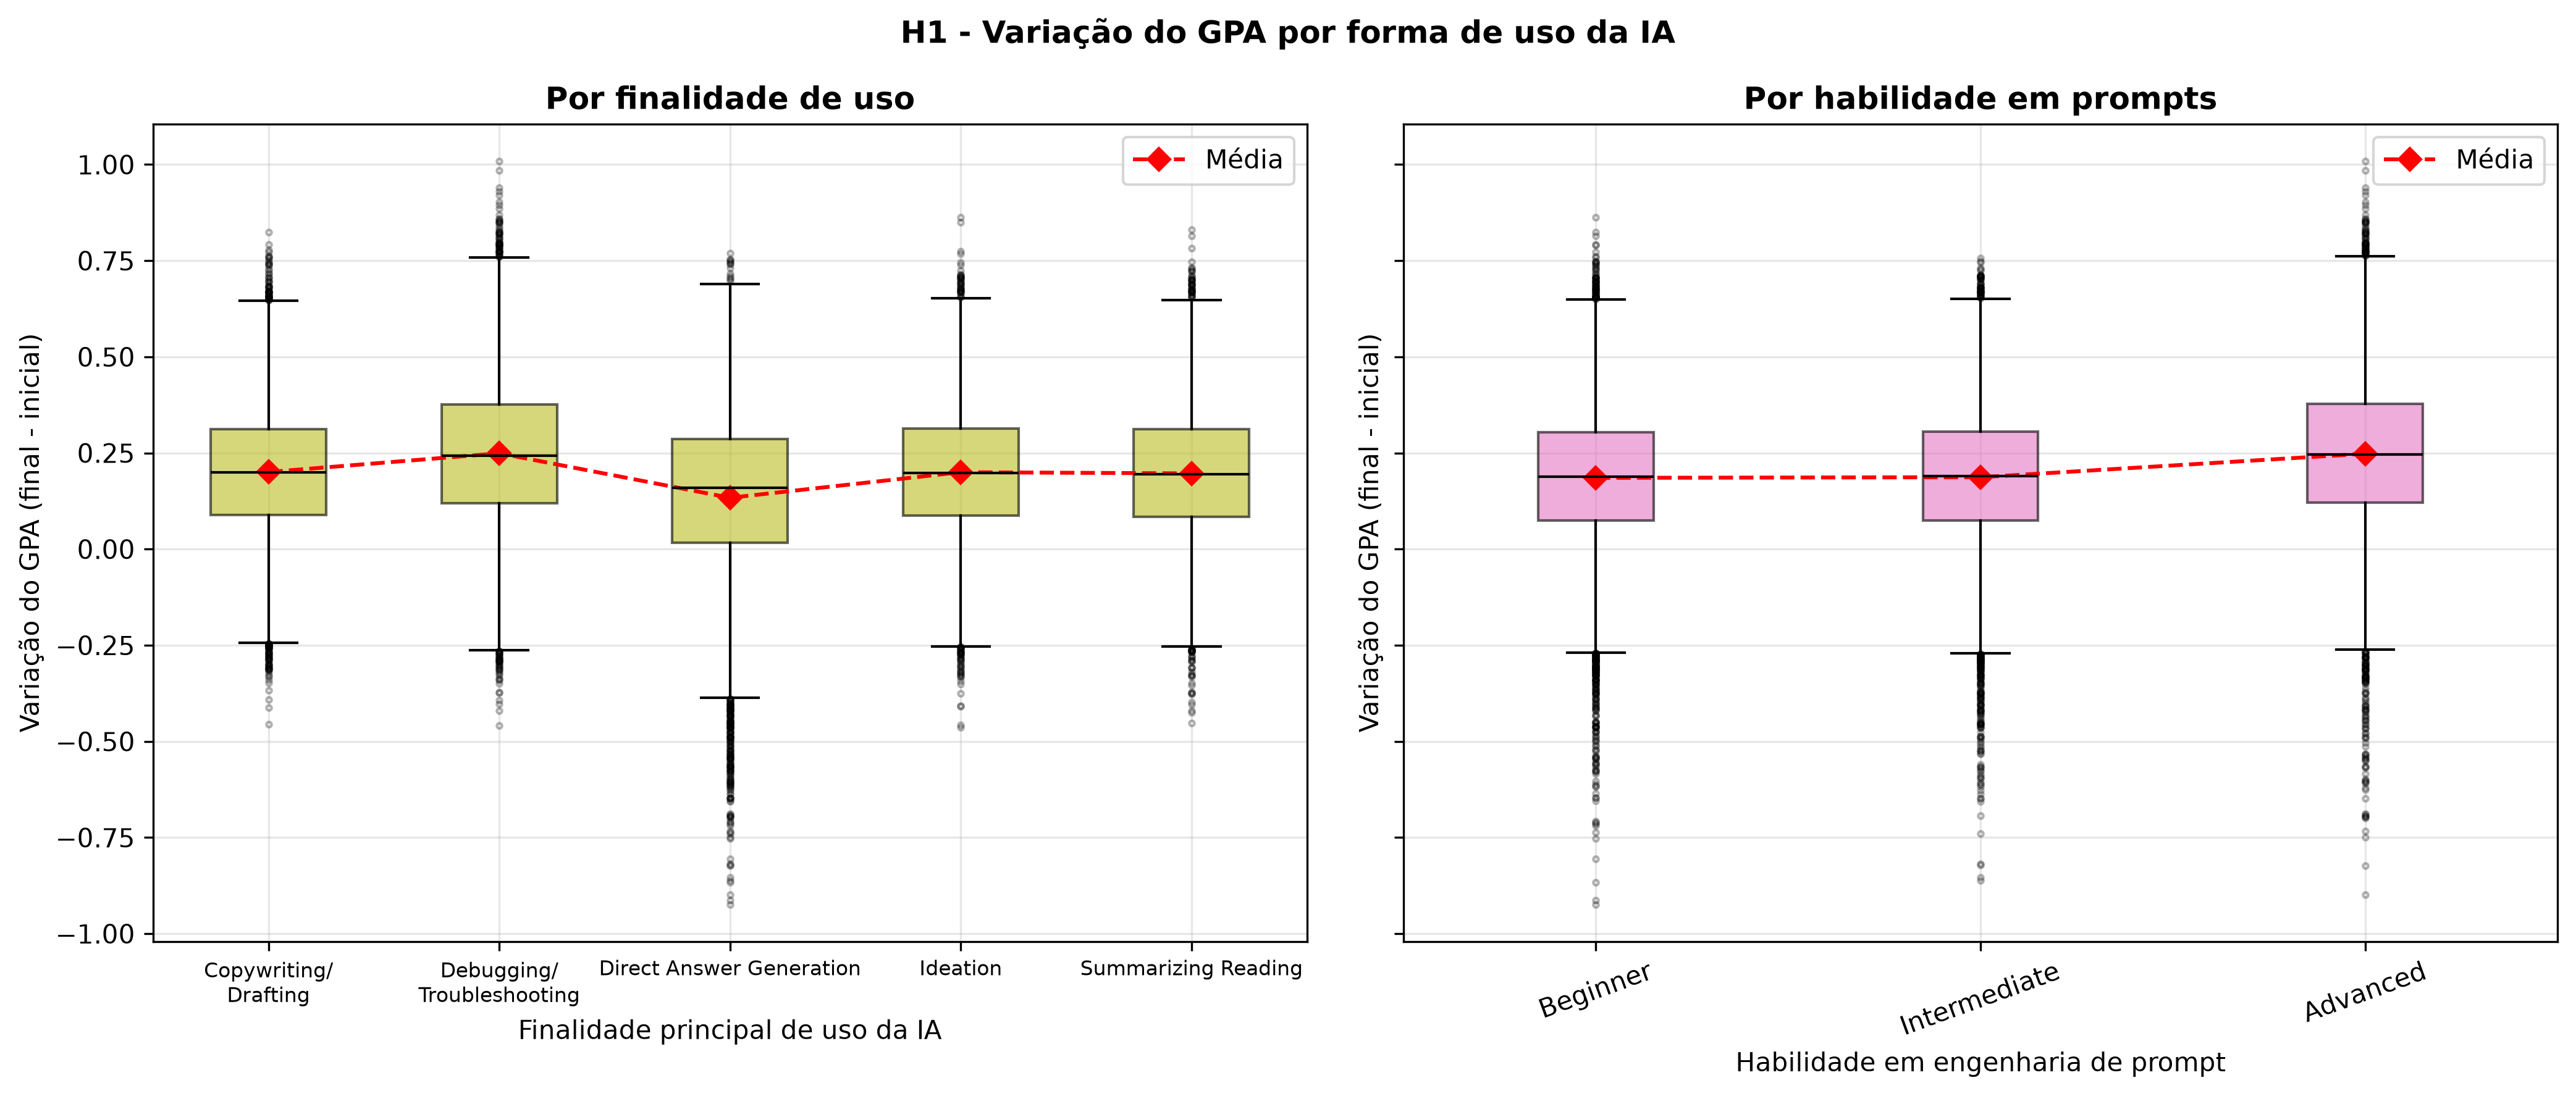 H1 - Variação do GPA por forma de uso da IA
Por finalidade de uso
Média
1.00
0.75
0.50
0.25
0.00
−0.25
−0.50
−0.75
−1.00
Variação do GPA (final - inicial)
Copywriting/
Drafting
Debugging/
Troubleshooting
Direct Answer Generation
Ideation
Summarizing Reading
Finalidade principal de uso da IA
Por habilidade em prompts
Média
Variação do GPA (final - inicial)
Beginner
Intermediate
Advanced
Habilidade em engenharia de prompt